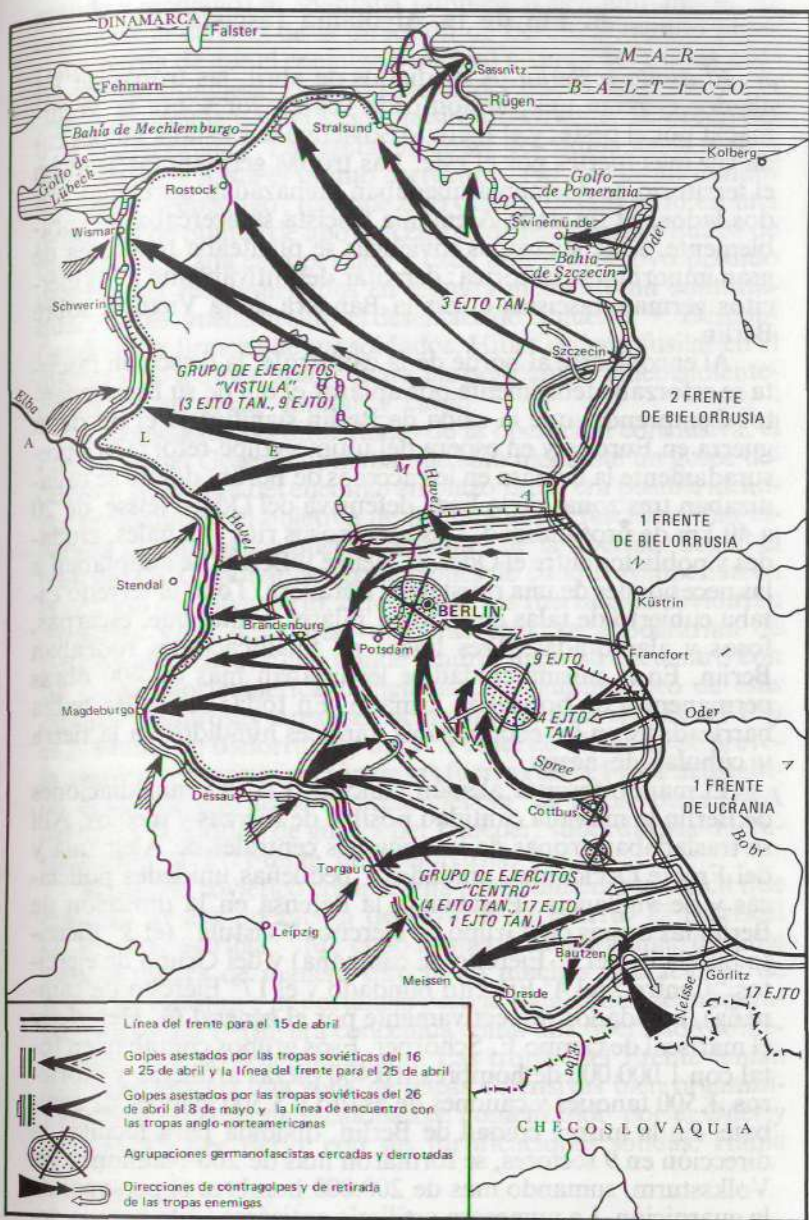 DINAMARCA
Falster
Fehmarn
MAR
BÁLTICO
Sassnitz
Rügen
Bahía de Mechlemburgo
Stralsund
Kolberg
Golfo de
Lübeck
Rostock
Golfo
de Pomerania
Swinemünde
Oder
Wismar
Bahía
de Szczecin
Schwerin
3 EJTO TAN.
Szczecin
GRUPO DE EJERCITOS
"VISTULA"
(3 EJTO TAN., 9 EJTO)
2 FRENTE
DE BIELORRUSIA
Elba
A
L
E
M
A
N
I
A
Havel
Havel
1 FRENTE
DE BIELORRUSIA
Stendal
Küstrin
BERLIN
Brandenburg
Potsdam
Francfort
9 EJTO,
4 EJTO
TAN.
Magdeburgo
Oder
Spree
1 FRENTE
DE UCRANIA
Dessau
Cottbus
Bobr
Torgau
GRUPO DE EJERCITOS
"CENTRO"
(4 EJTO TAN., 17 EJTO,
1 EJTO TAN.)
Leipzig
Bautzen
Meissen
Görlitz
Dresde
Neisse
17 EJTO
Elba
CHECOSLOVAQUIA
Línea del frente para el 15 de abril
Golpes asestados por las tropas soviéticas del 16
al 25 de abril y la línea del frente para el 25 de abril
Golpes asestados por las tropas soviéticas del 26
de abril al 8 de mayo y la línea de encuentro con
las tropas anglo-norteamericanas
Agrupaciones germanofascistas cercadas y derrotadas
Direcciones de contragolpes y de retirada
de las tropas enemigas